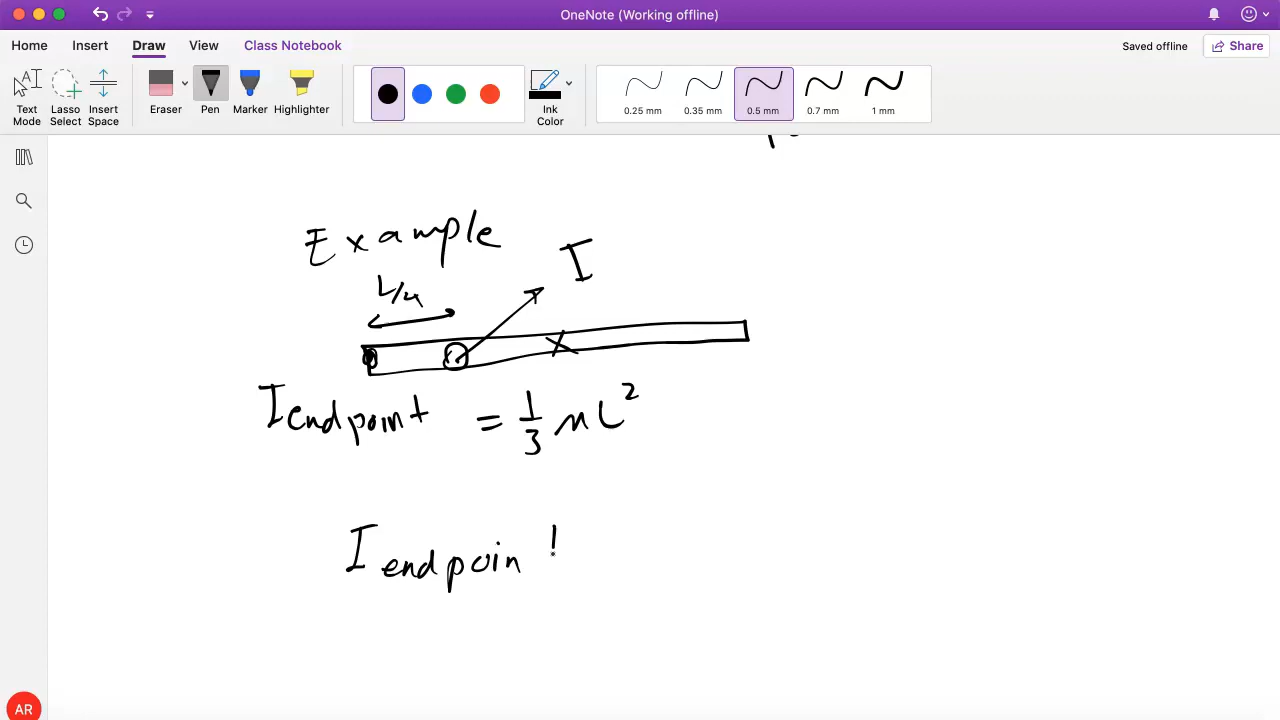 OneNote (Working offline)
Home Insert Draw View Class Notebook
Saved offline Share
Text Mode
Lasso Select
Insert Space
Eraser
Pen
Marker
Highlighter
Ink Color
0.25 mm
0.35 mm
0.5 mm
0.7 mm
1 mm
Example
L/4
I
I endpoint = 1/3 mL²
I endpoin
AR